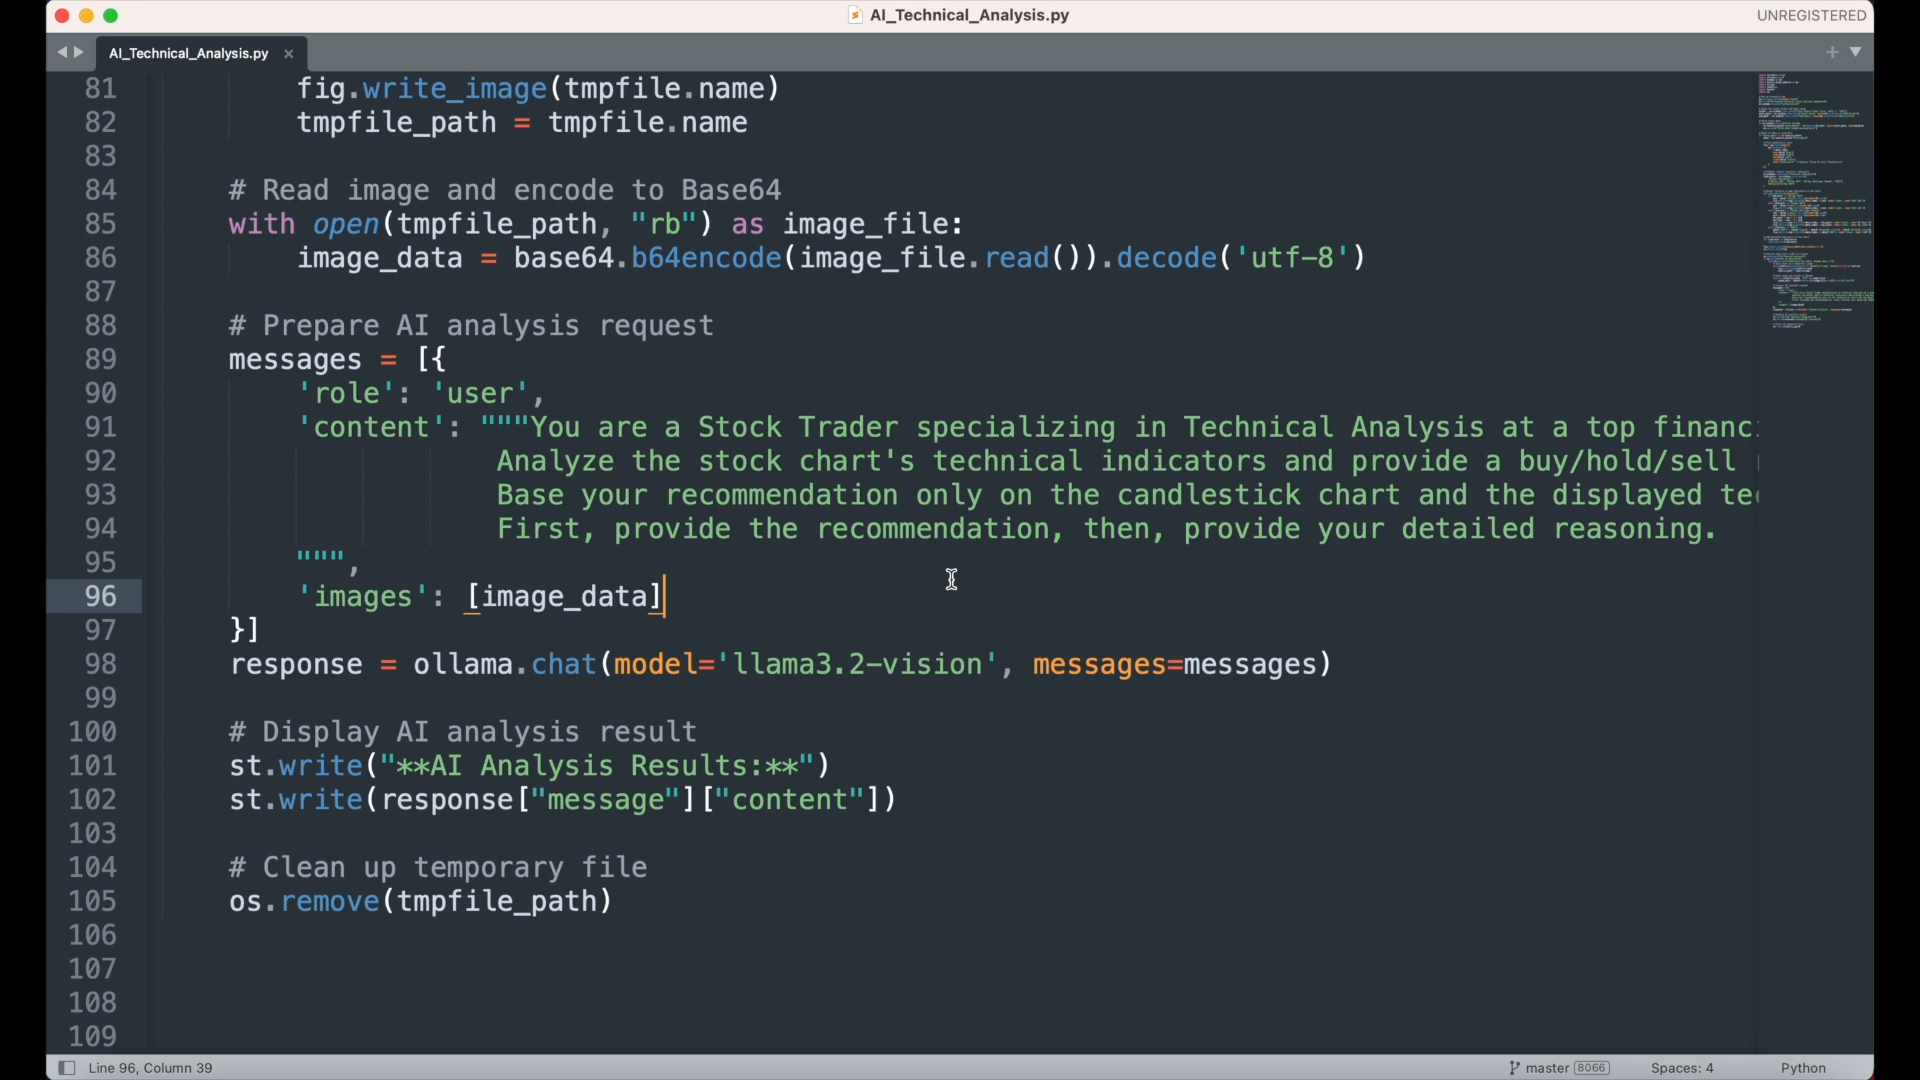 AI_Technical_Analysis.py
UNREGISTERED
AI_Technical_Analysis.py ×
81 fig.write_image(tmpfile.name)
82 tmpfile_path = tmpfile.name
83
84 # Read image and encode to Base64
85 with open(tmpfile_path, "rb") as image_file:
86 image_data = base64.b64encode(image_file.read()).decode('utf-8')
87
88 # Prepare AI analysis request
89 messages = [{
90 'role': 'user',
91 'content': """You are a Stock Trader specializing in Technical Analysis at a top
92 Analyze the stock chart's technical indicators and provide a buy/hold/sell
93 Base your recommendation only on the candlestick chart and the displayed
94 First, provide the recommendation, then, provide your detailed reasoning.
95 """,
96 'images': [image_data]
97 }]
98 response = ollama.chat(model='llama3.2-vision', messages=messages)
99
100 # Display AI analysis result
101 st.write("**AI Analysis Results:**")
102 st.write(response["message"]["content"])
103
104 # Clean up temporary file
105 os.remove(tmpfile_path)
106
107
108
109
Line 96, Column 39
master 8066
Spaces: 4
Python